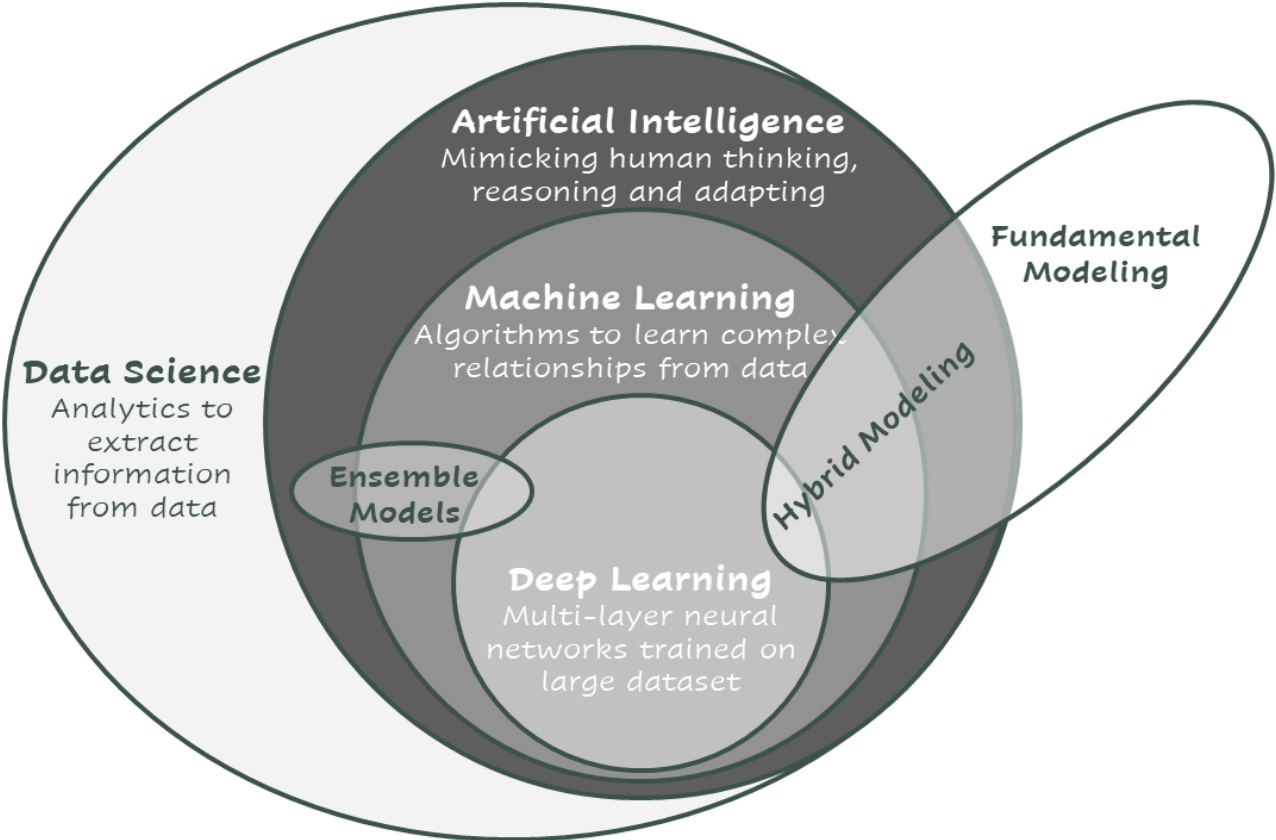 Artificial Intelligence
Mimicking human thinking,
reasoning and adapting
Fundamental
Modeling
Machine Learning
Algorithms to learn complex
relationships from data
Data Science
Analytics to
extract
information
from data
Hybrid Modeling
Ensemble
Models
Deep Learning
Multi-layer neural
networks trained on
large dataset